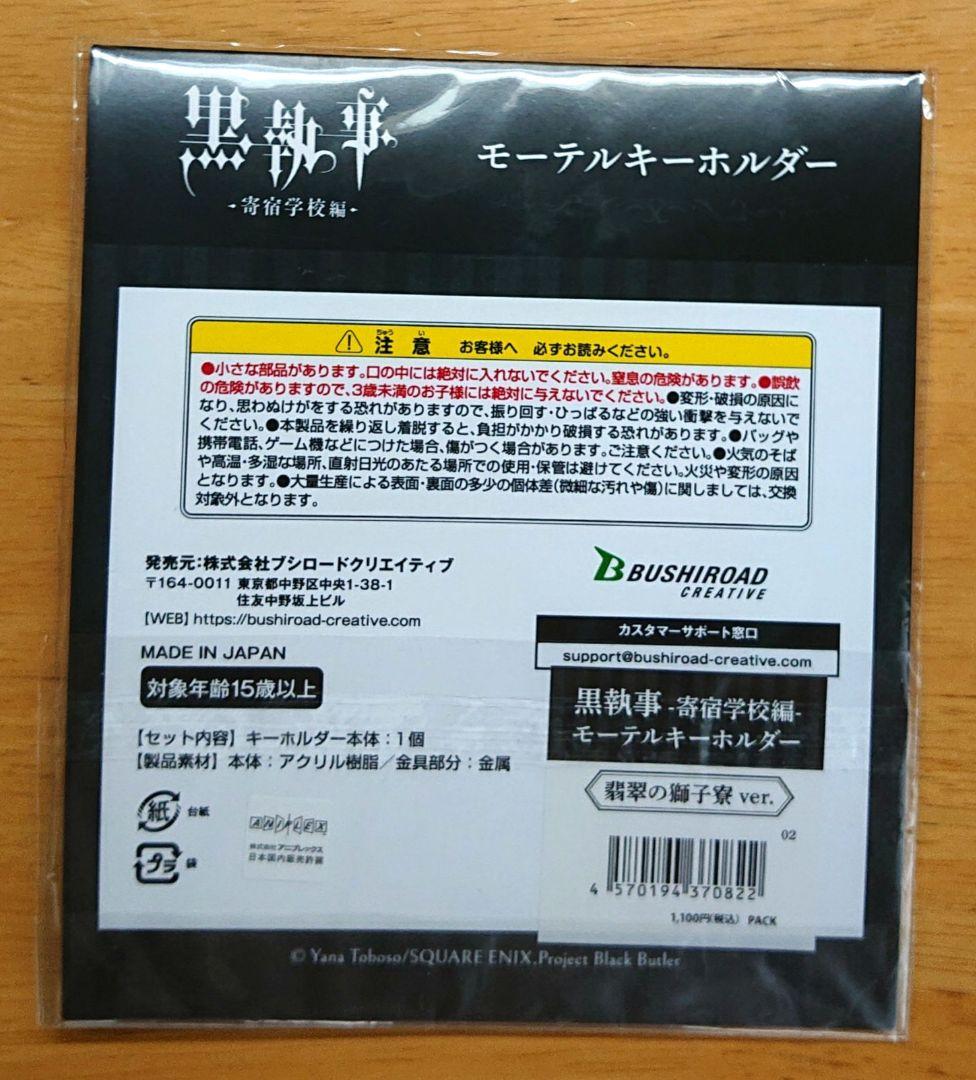 黒執事
-寄宿学校編-
モーテルキーホルダー
ちゅう い
注 意 お客様へ 必ずお読みください。
●小さな部品があります。口の中には絶対に入れないでください。窒息の危険があります。●誤飲
の危険がありますので、3歳未満のお子様には絶対に与えないでください。●変形・破損の原因に
なり、思わぬけがをする恐れがありますので、振り回す・ひっぱるなどの強い衝撃を与えないで
ください。●本製品を繰り返し着脱すると、負担がかかり破損する恐れがあります。●バッグや
携帯電話、ゲーム機などにつけた場合、傷がつく場合があります。ご注意ください。●火気のそば
や高温・多湿な場所、直射日光のあたる場所での使用・保管は避けてください。火災や変形の原因
となります。●大量生産による表面・裏面の多少の個体差(微細な汚れや傷)に関しましては、交換
対象外となります。
発売元:株式会社ブシロードクリエイティブ
〒164-0011 東京都中野区中央1-38-1
住友中野坂上ビル
【WEB】https://bushiroad-creative.com
BUSHIROAD
CREATIVE
カスタマーサポート窓口
support@bushiroad-creative.com
MADE IN JAPAN
対象年齢15歳以上
【セット内容】キーホルダー本体:1個
【製品素材】本体:アクリル樹脂/金具部分:金属
紙 台紙
プラ 袋
ANIPLEX
株式会社アニプレックス
日本国内販売許諾
黒執事 -寄宿学校編-
モーテルキーホルダー
翡翠の獅子寮 ver.
02
4 570194 370822
1,100円(税込) PACK
© Yana Toboso/SQUARE ENIX,Project Black Butler